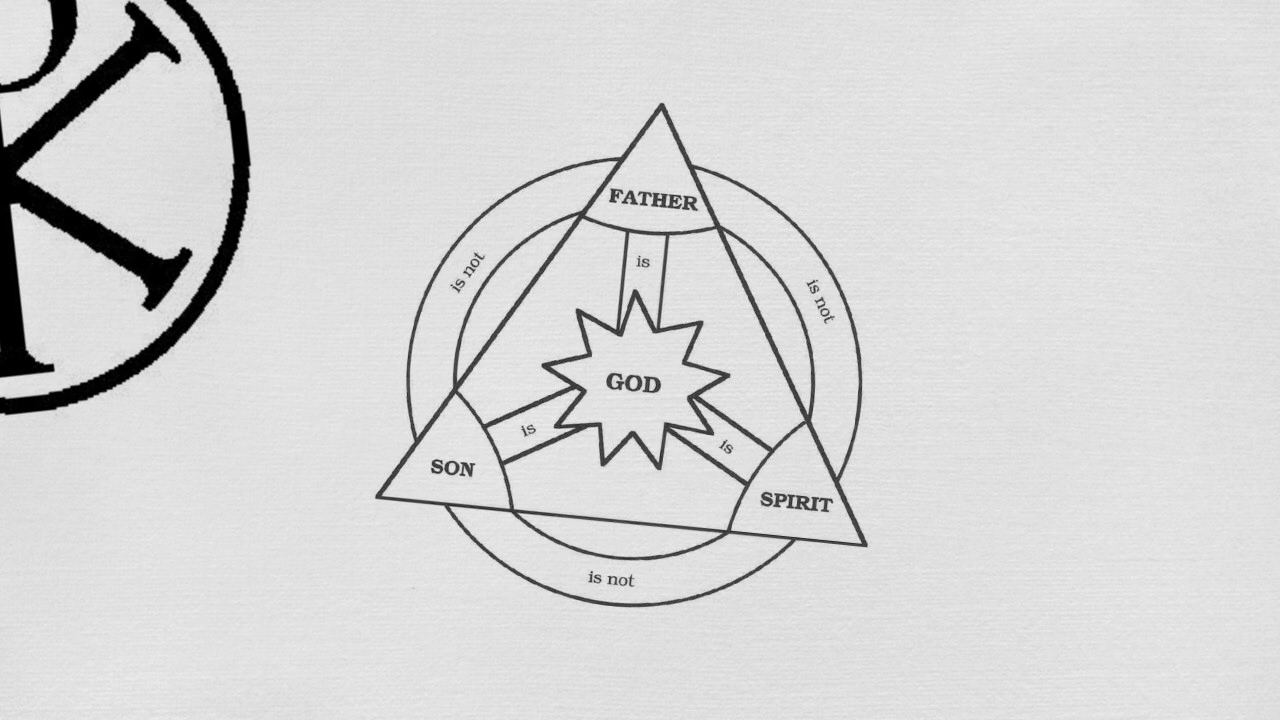 FATHER
is
is not
is not
GOD
is
is
SON
SPIRIT
is not